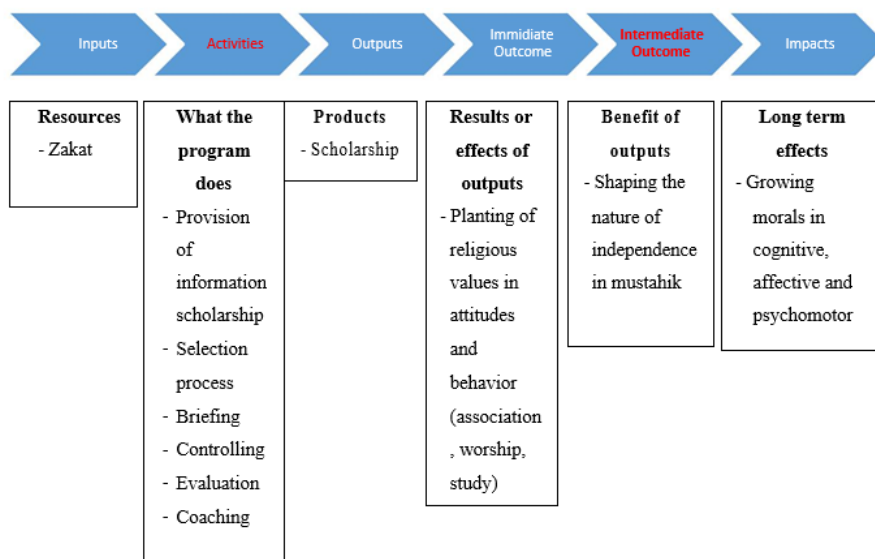 Inputs
Activities
Outputs
Immidiate
Outcome
Intermediate
Outcome
Impacts
Resources
- Zakat
What the
program
does
- Provision
of
information
scholarship
- Selection
process
- Briefing
- Controlling
- Evaluation
- Coaching
Products
- Scholarship
Results or
effects of
outputs
- Planting of
religious
values in
attitudes
and
behavior
(association
, worship,
study)
Benefit of
outputs
- Shaping the
nature of
independence
in mustahik
Long term
effects
- Growing
morals in
cognitive,
affective and
psychomotor